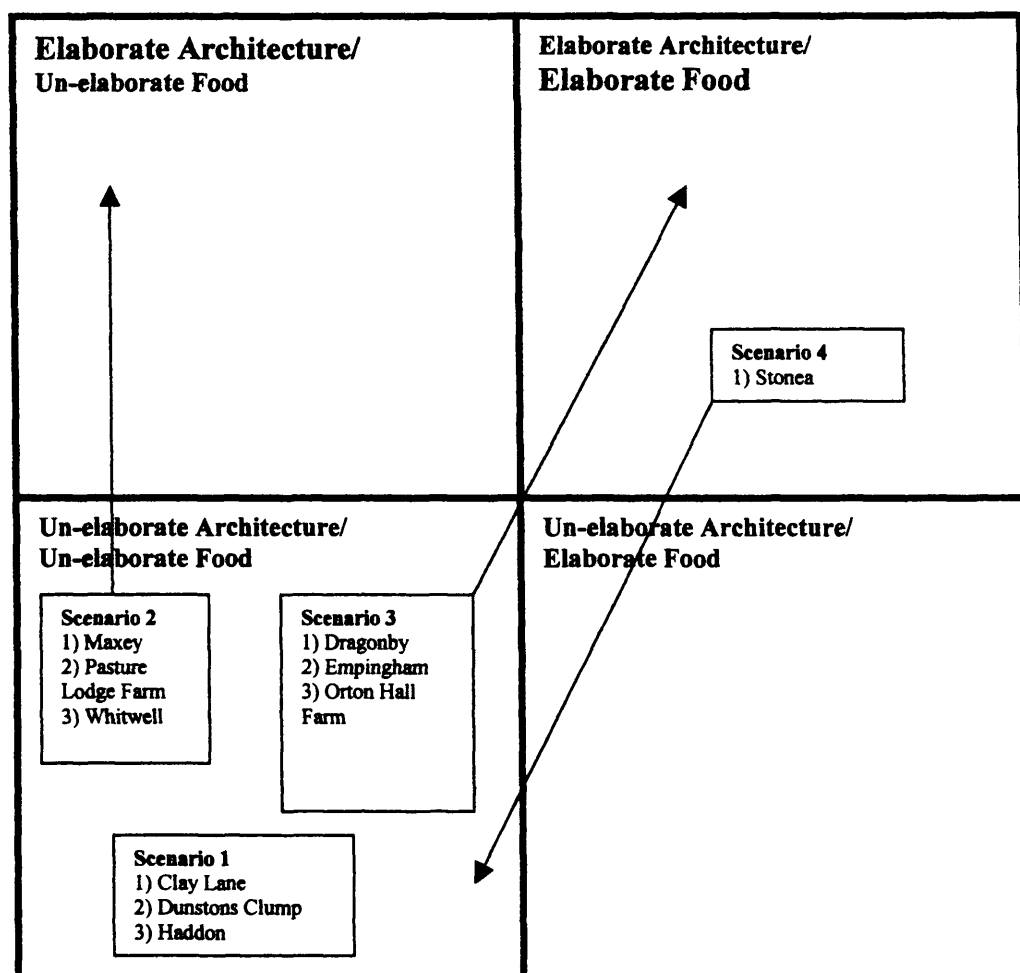 Elaborate Architecture/
Un-elaborate Food
Elaborate Architecture/
Elaborate Food
Scenario 4
1) Stonea
Un-elaborate Architecture/
Un-elaborate Food
Un-elaborate Architecture/
Elaborate Food
Scenario 2
1) Maxey
2) Pasture
Lodge Farm
3) Whitwell
Scenario 3
1) Dragonby
2) Empingham
3) Orton Hall
Farm
Scenario 1
1) Clay Lane
2) Dunstons Clump
3) Haddon